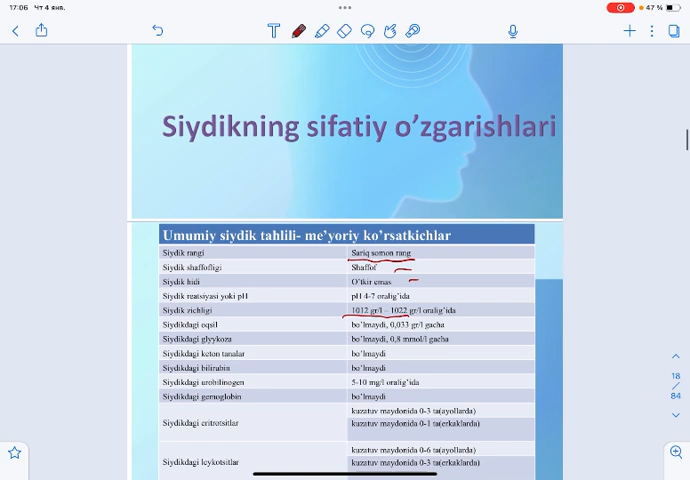 17:06 Чт 4 янв.
47 %
Siydikning sifatiy o’zgarishlari
Umumiy siydik tahlili- me’yoriy ko’rsatkichlar
Siydik rangi Sariq somon rang
Siydik shaffofligi Shaffof
Siydik hidi O’tkir emas
Siydik reatsiyasi yoki pH pH 4-7 oralig’ida
Siydik zichligi 1012 gr/l – 1022 gr/l oralig’ida
Siydikdagi oqsil bo’lmaydi, 0,033 gr/l gacha
Siydikdagi glyykoza bo’lmaydi, 0,8 mmol/l gacha
Siydikdagi keton tanalar bo’lmaydi
Siydikdagi bilirubin bo’lmaydi
Siydikdagi urobilinogen 5-10 mg/l oralig’ida
Siydikdagi gemoglobin bo’lmaydi
Siydikdagi eritrotsitlar kuzatuv maydonida 0-3 ta(ayollarda)
kuzatuv maydonida 0-1 ta(erkaklarda)
Siydikdagi leykotsitlar kuzatuv maydonida 0-6 ta(ayollarda)
kuzatuv maydonida 0-3 ta(erkaklarda)
18
/
84